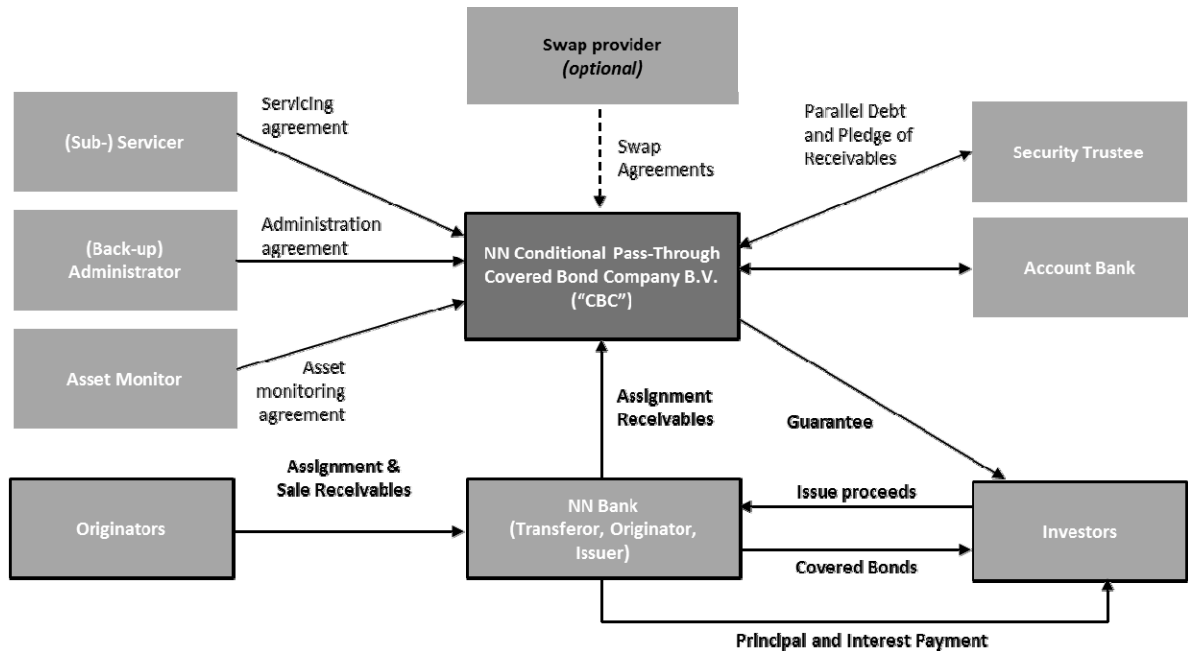 Swap provider
(optional)
Servicing
agreement
(Sub-) Servicer
Swap
Agreements
Parallel Debt
and Pledge of
Receivables
Security Trustee
(Back-up)
Administrator
Administration
agreement
NN Conditional Pass-Through
Covered Bond Company B.V.
("CBC")
Account Bank
Asset Monitor
Asset
monitoring
agreement
Assignment
Receivables
Guarantee
Originators
Assignment &
Sale Receivables
NN Bank
(Transferor, Originator,
Issuer)
Issue proceeds
Covered Bonds
Investors
Principal and Interest Payment